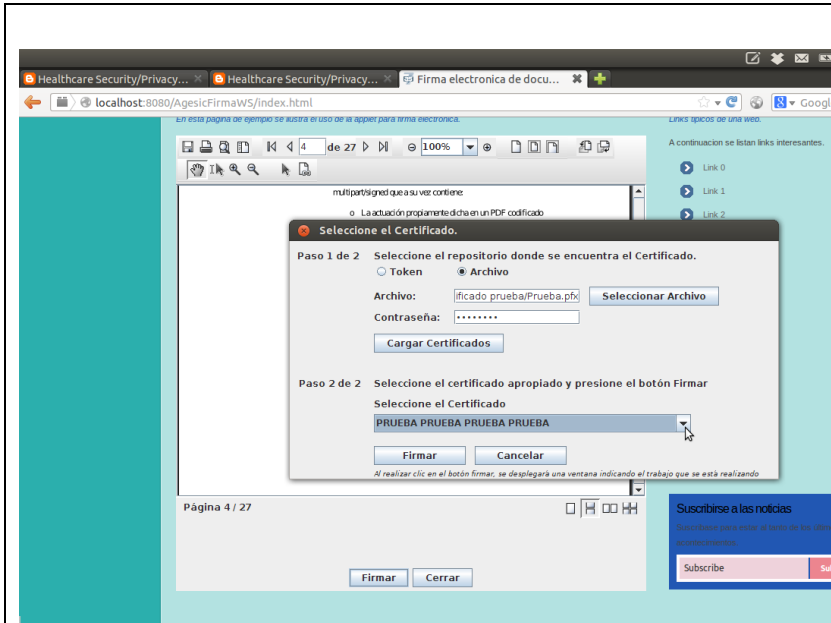 Healthcare Security/Privacy...
Healthcare Security/Privacy...
Firma electronica de docu...
localhost:8080/AgesicFirmaWS/index.html
Googl
En esta pagina de ejemplo se ilustra el uso de la applet para firma electronica.
Links tipicos de una web.
4 de 27 100%
A continuacion se listan links interesantes.
Link 0
Link 1
Link 2
multipart/signed que a su vez contiene:
o La actuación propiamente dicha en un PDF codificado
Seleccione el Certificado.
Paso 1 de 2 Seleccione el repositorio donde se encuentra el Certificado.
Token Archivo
Archivo: ificado prueba/Prueba.pfx Seleccionar Archivo
Contraseña: ••••••••
Cargar Certificados
Paso 2 de 2 Seleccione el certificado apropiado y presione el botón Firmar
Seleccione el Certificado
PRUEBA PRUEBA PRUEBA PRUEBA
Firmar Cancelar
Al realizar clic en el botón firmar, se desplegará una ventana indicando el trabajo que se está realizando
Página 4 / 27
Suscribirse a las noticias
Subscribe
Firmar Cerrar